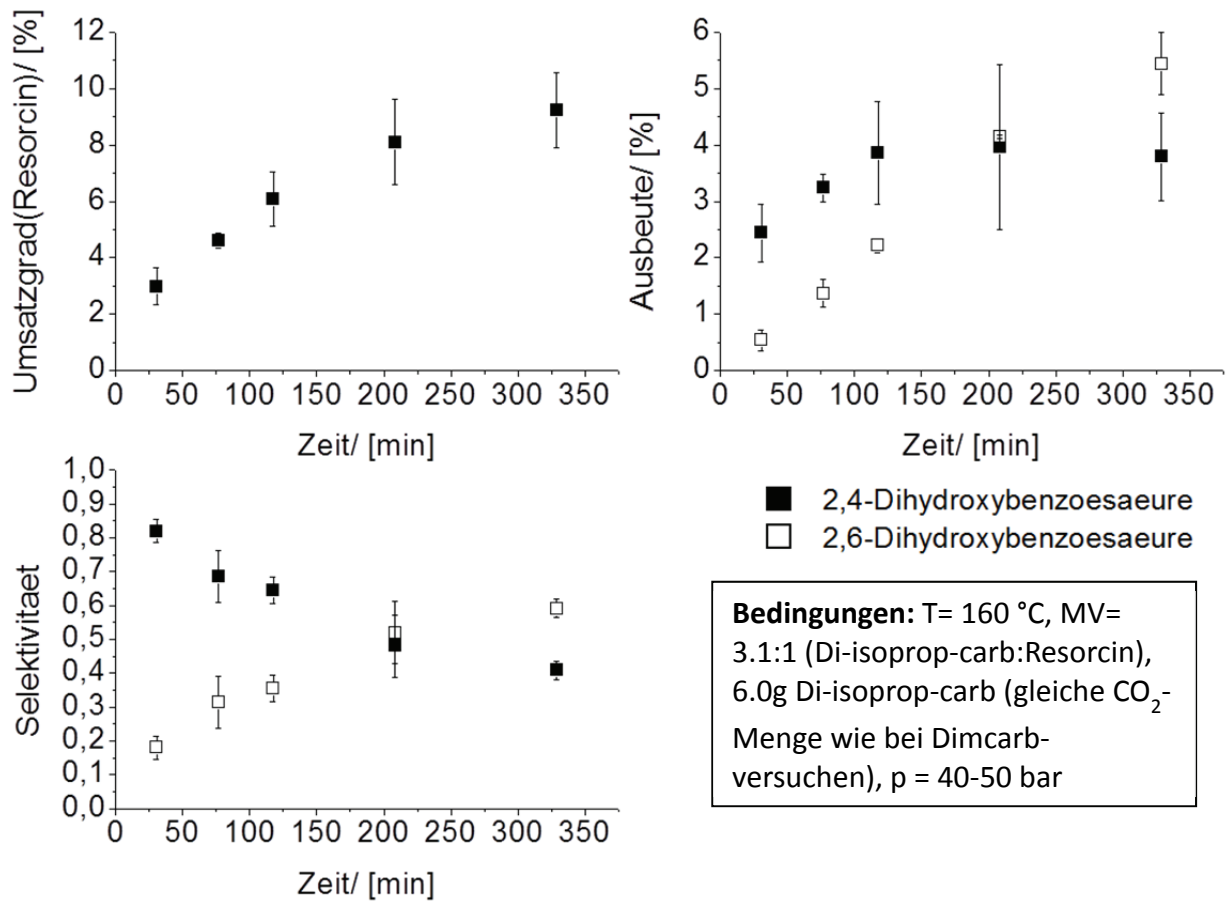 Umsatzgrad(Resorcin)/ [%]
12
10
8
6
4
2
0
0 50 100 150 200 250 300 350
Zeit/ [min]
Ausbeute/ [%]
6
5
4
3
2
1
0
0 50 100 150 200 250 300 350
Zeit/ [min]
Selektivitaet
1,0
0,9
0,8
0,7
0,6
0,5
0,4
0,3
0,2
0,1
0,0
0 50 100 150 200 250 300 350
Zeit/ [min]
2,4-Dihydroxybenzoesaeure
2,6-Dihydroxybenzoesaeure
Bedingungen: T= 160 °C, MV=
3.1:1 (Di-isoprop-carb:Resorcin),
6.0g Di-isoprop-carb (gleiche CO₂-
Menge wie bei Dimcarb-
versuchen), p = 40-50 bar